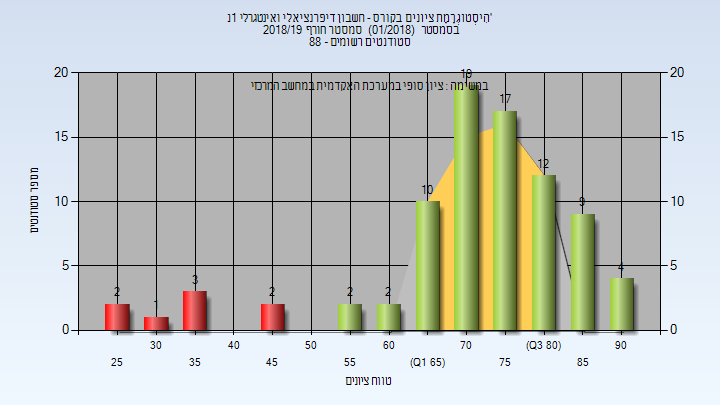 היסטוגרמת ציונים בקורס - חשבון דיפרנציאלי ואינטגרלי 1נ'
בסמסטר (01/2018) סמסטר חורף 2018/19
סטודנטים רשומים - 88
במשימה : ציון סופי במערכת האקדמית במחשב המרכזי
מספר סטודנטים
20 20
15 15
10 10
5 5
0 0
2 1 3 2 2 2 10 19 17 12 9 4
30 40 50 60 70 (Q3 80) 90
25 35 45 55 (Q1 65) 75 85
טווח ציונים